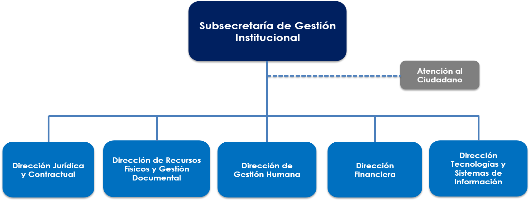 Subsecretaría de Gestión
Institucional
Atención al
Ciudadano
Dirección Jurídica
y Contractual
Dirección de Recursos
Físicos y Gestión
Documental
Dirección de
Gestión Humana
Dirección
Financiera
Dirección
Tecnologías y
Sistemas de
Información